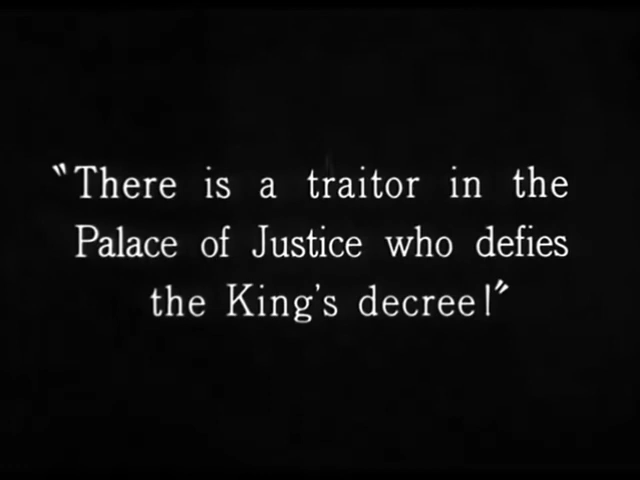 "There is a traitor in the
Palace of Justice who defies
the King's decree!"